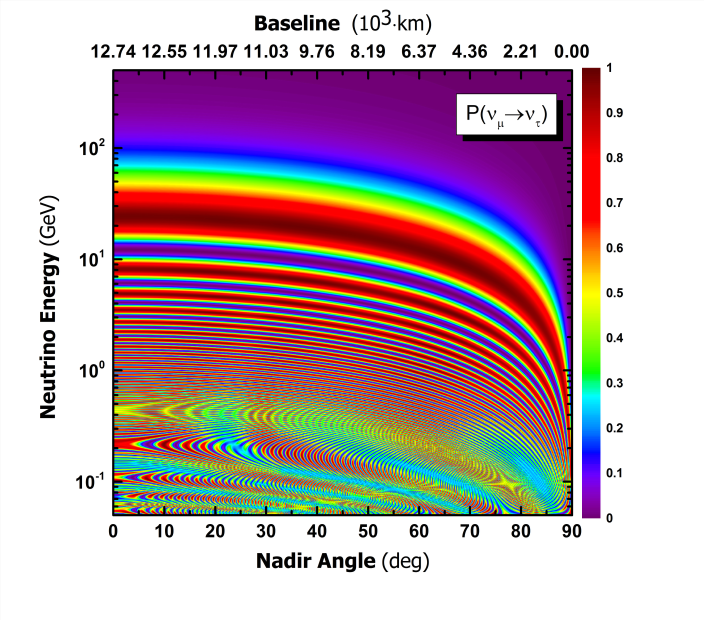 Baseline (10³·km)
12.74 12.55 11.97 11.03 9.76 8.19 6.37 4.36 2.21 0.00
P(ν_μ→ν_τ)
Neutrino Energy (GeV)
10²
10¹
10⁰
10⁻¹
1
0.9
0.8
0.7
0.6
0.5
0.4
0.3
0.2
0.1
0
0 10 20 30 40 50 60 70 80 90
Nadir Angle (deg)